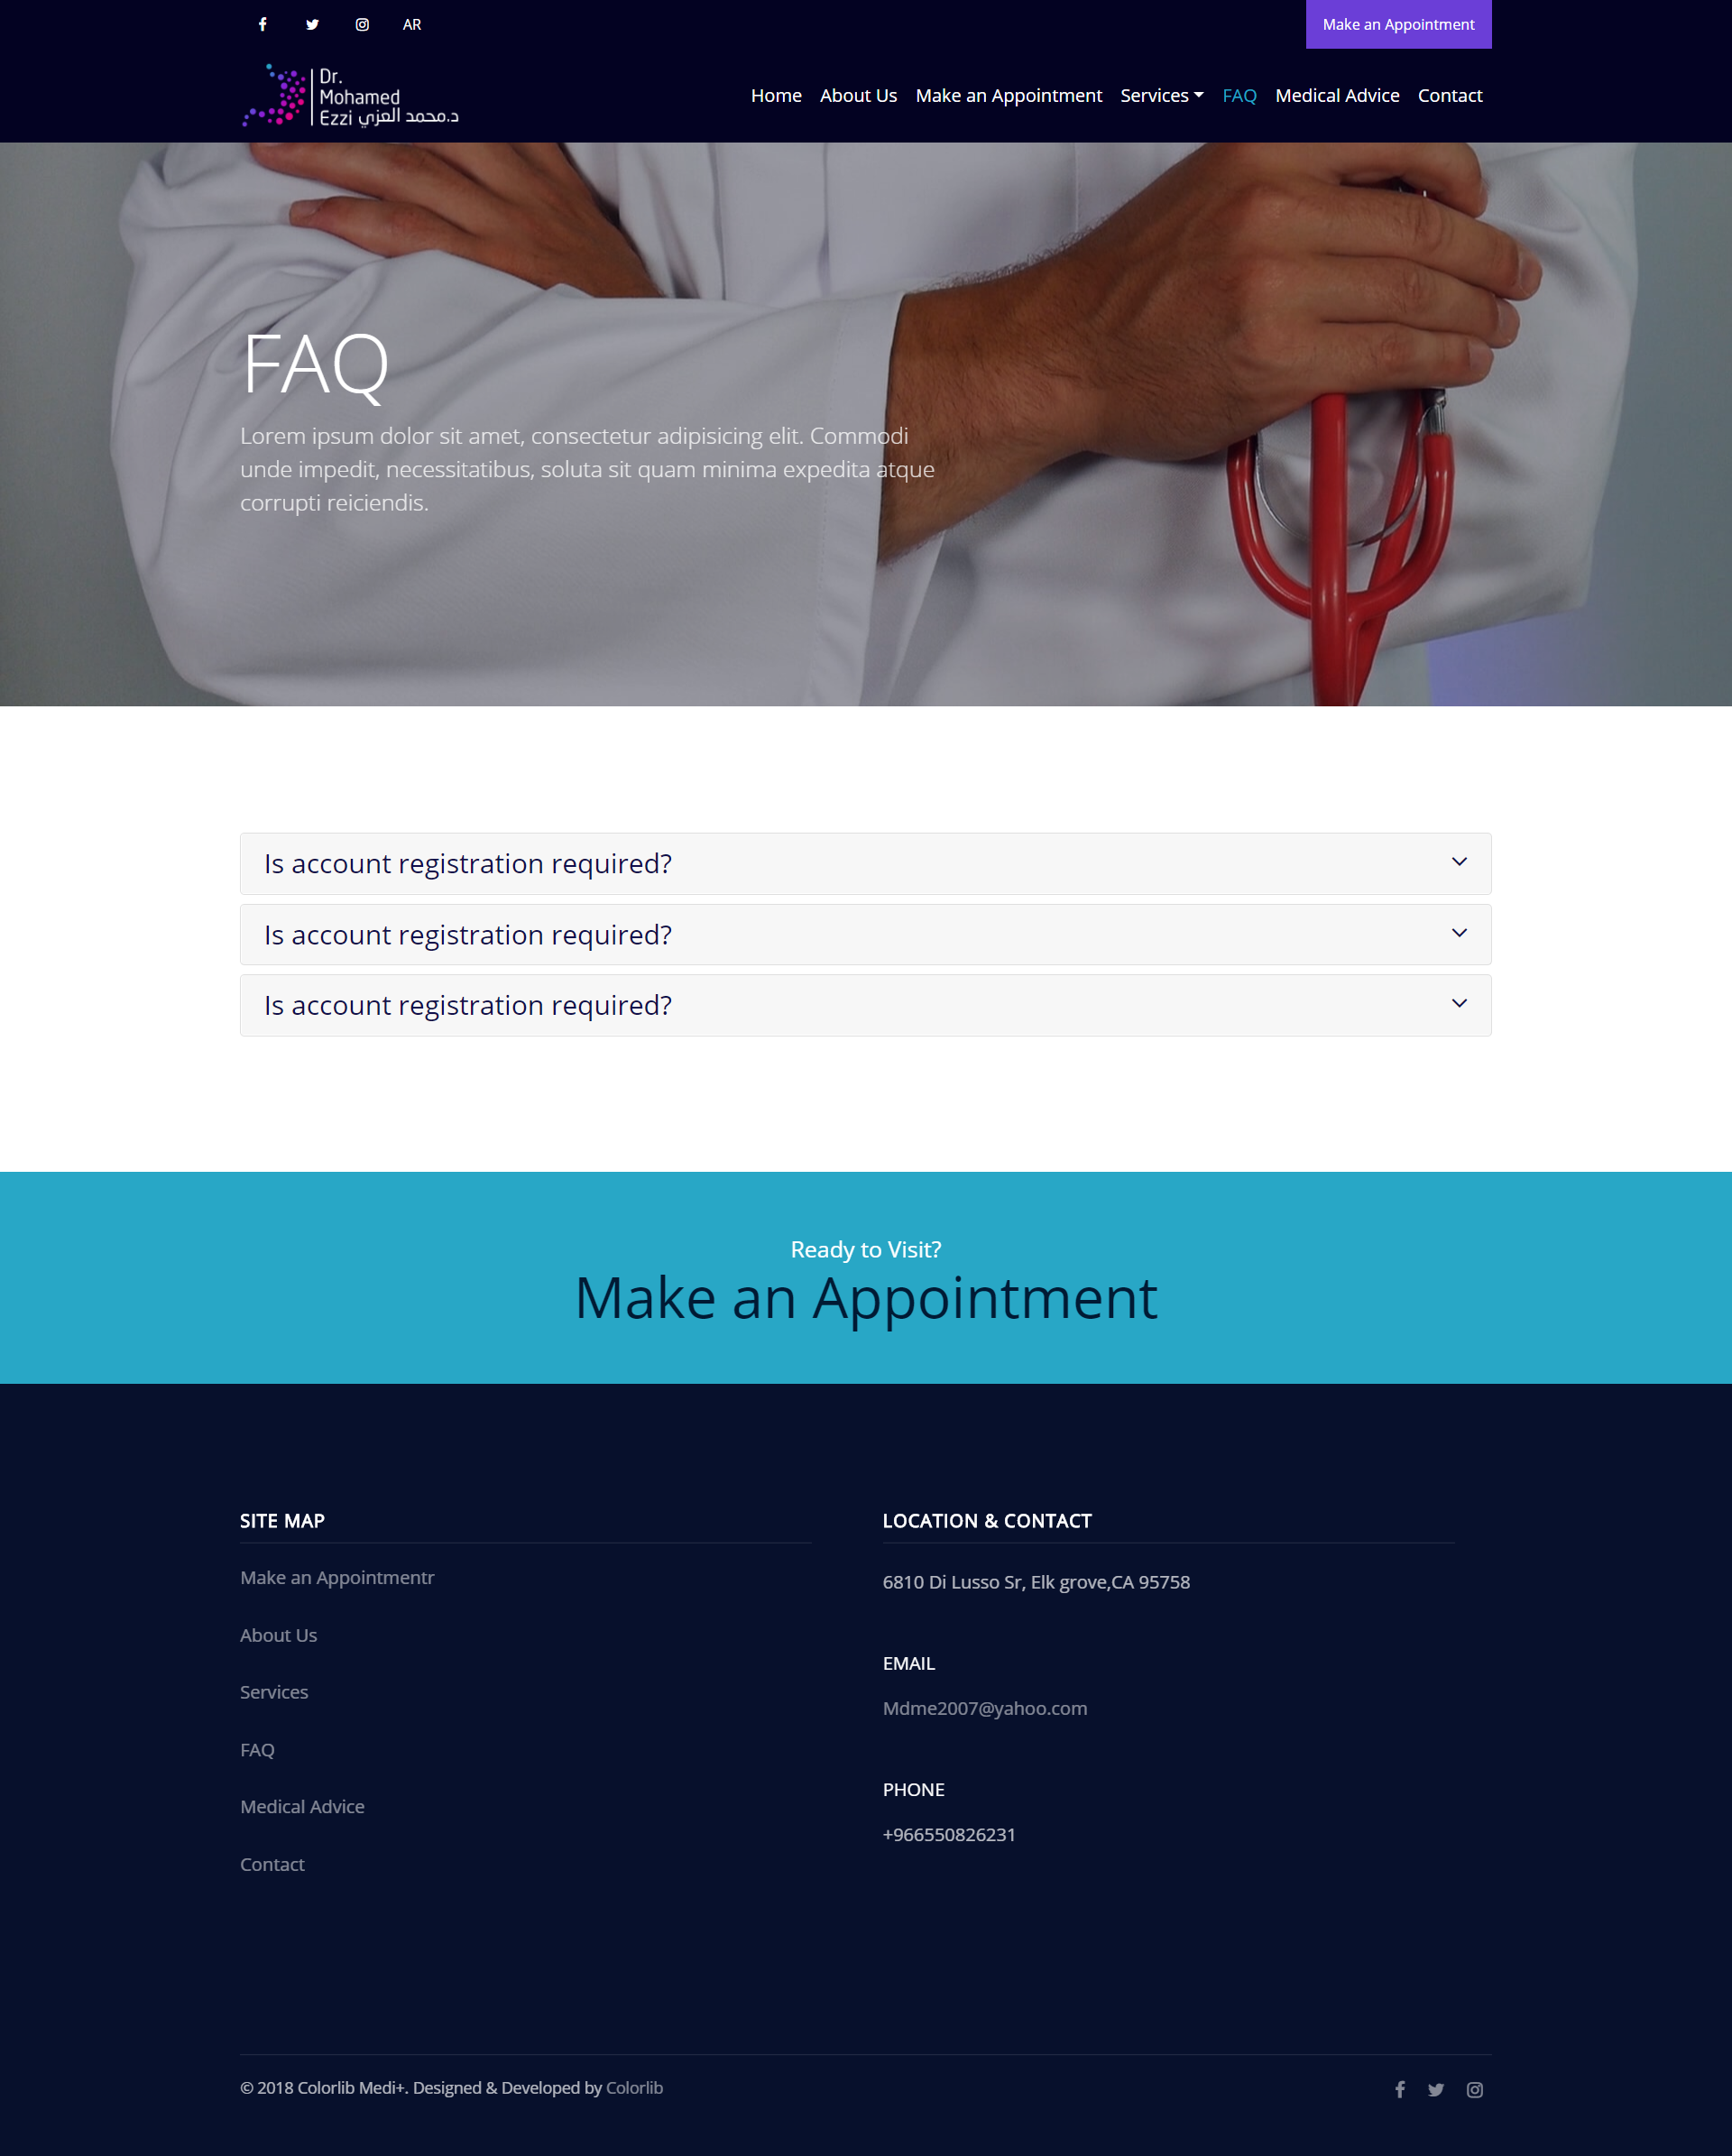 AR
Make an Appointment
Dr.
Mohamed
Ezzi د.محمد العزي
Home About Us Make an Appointment Services FAQ Medical Advice Contact
FAQ
Lorem ipsum dolor sit amet, consectetur adipisicing elit. Commodi
unde impedit, necessitatibus, soluta sit quam minima expedita atque
corrupti reiciendis.
Is account registration required?
Is account registration required?
Is account registration required?
Ready to Visit?
Make an Appointment
SITE MAP
Make an Appointmentr
About Us
Services
FAQ
Medical Advice
Contact
LOCATION & CONTACT
6810 Di Lusso Sr, Elk grove,CA 95758
EMAIL
Mdme2007@yahoo.com
PHONE
+966550826231
© 2018 Colorlib Medi+. Designed & Developed by Colorlib